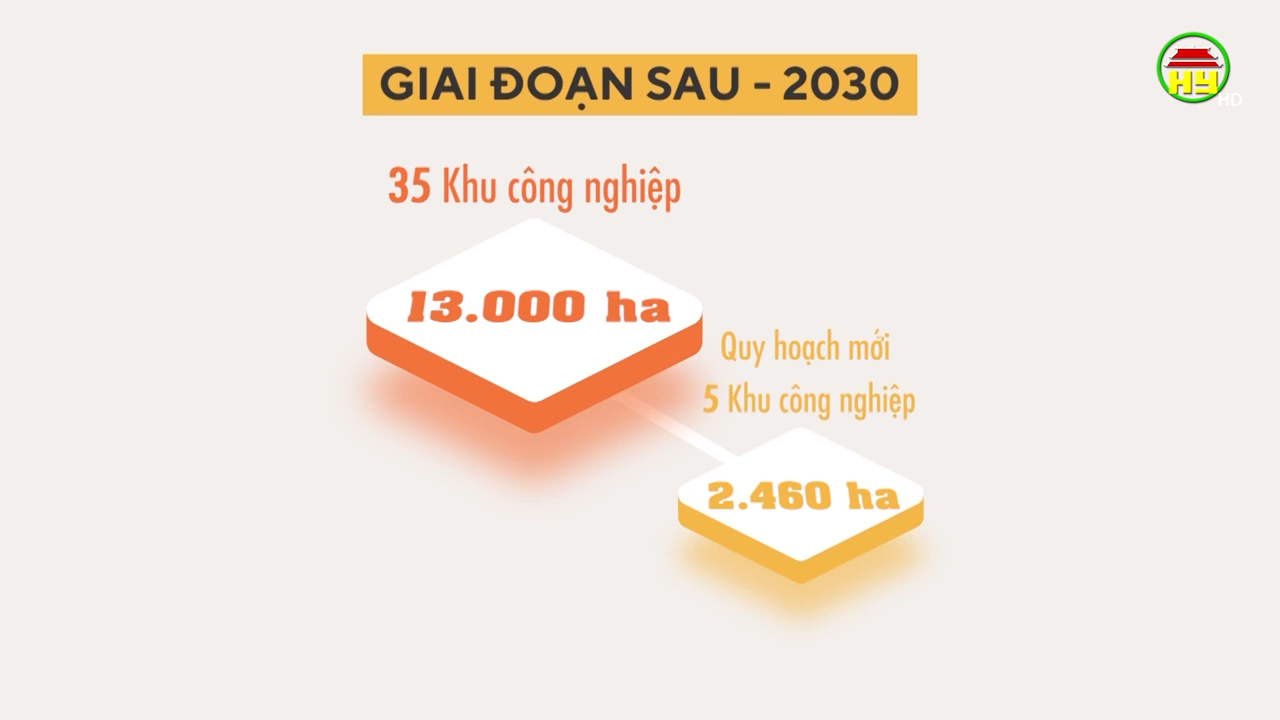 GIAI ĐOẠN SAU - 2030
HY
HD
35 Khu công nghiệp
13.000 ha
Quy hoạch mới
5 Khu công nghiệp
2.460 ha